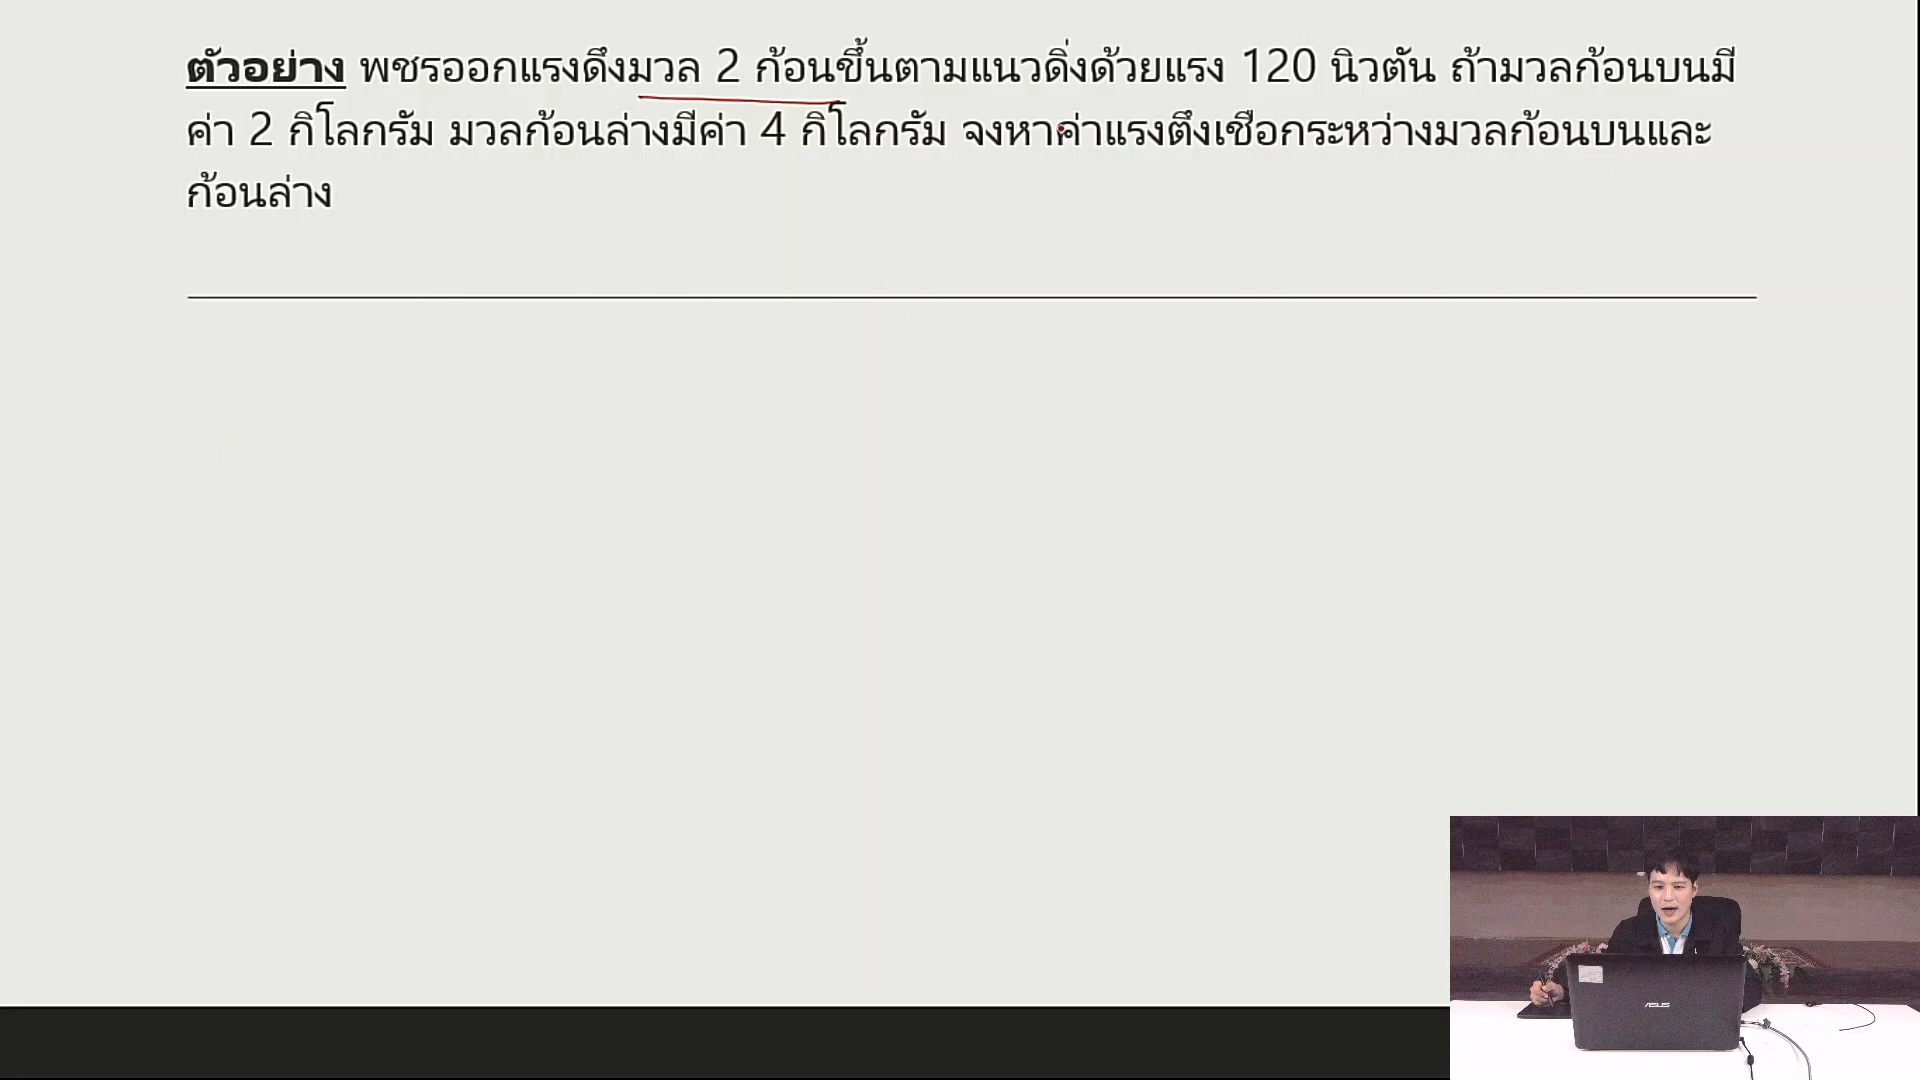 ตัวอย่าง พชรออกแรงดึงมวล 2 ก้อนขึ้นตามแนวดิ่งด้วยแรง 120 นิวตัน ถ้ามวลก้อนบนมี
ค่า 2 กิโลกรัม มวลก้อนล่างมีค่า 4 กิโลกรัม จงหาค่าแรงตึงเชือกระหว่างมวลก้อนบนและ
ก้อนล่าง
ASUS